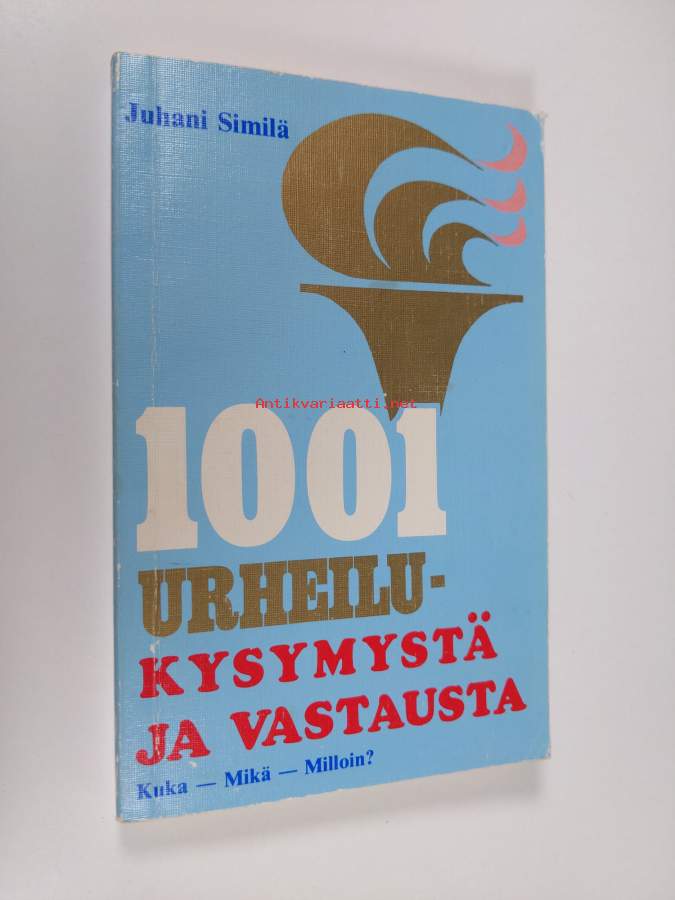 Juhani Similä
Antikvariaatti.net
1001
URHEILU-
KYSYMYSTÄ
JA VASTAUSTA
Kuka — Mikä — Milloin?